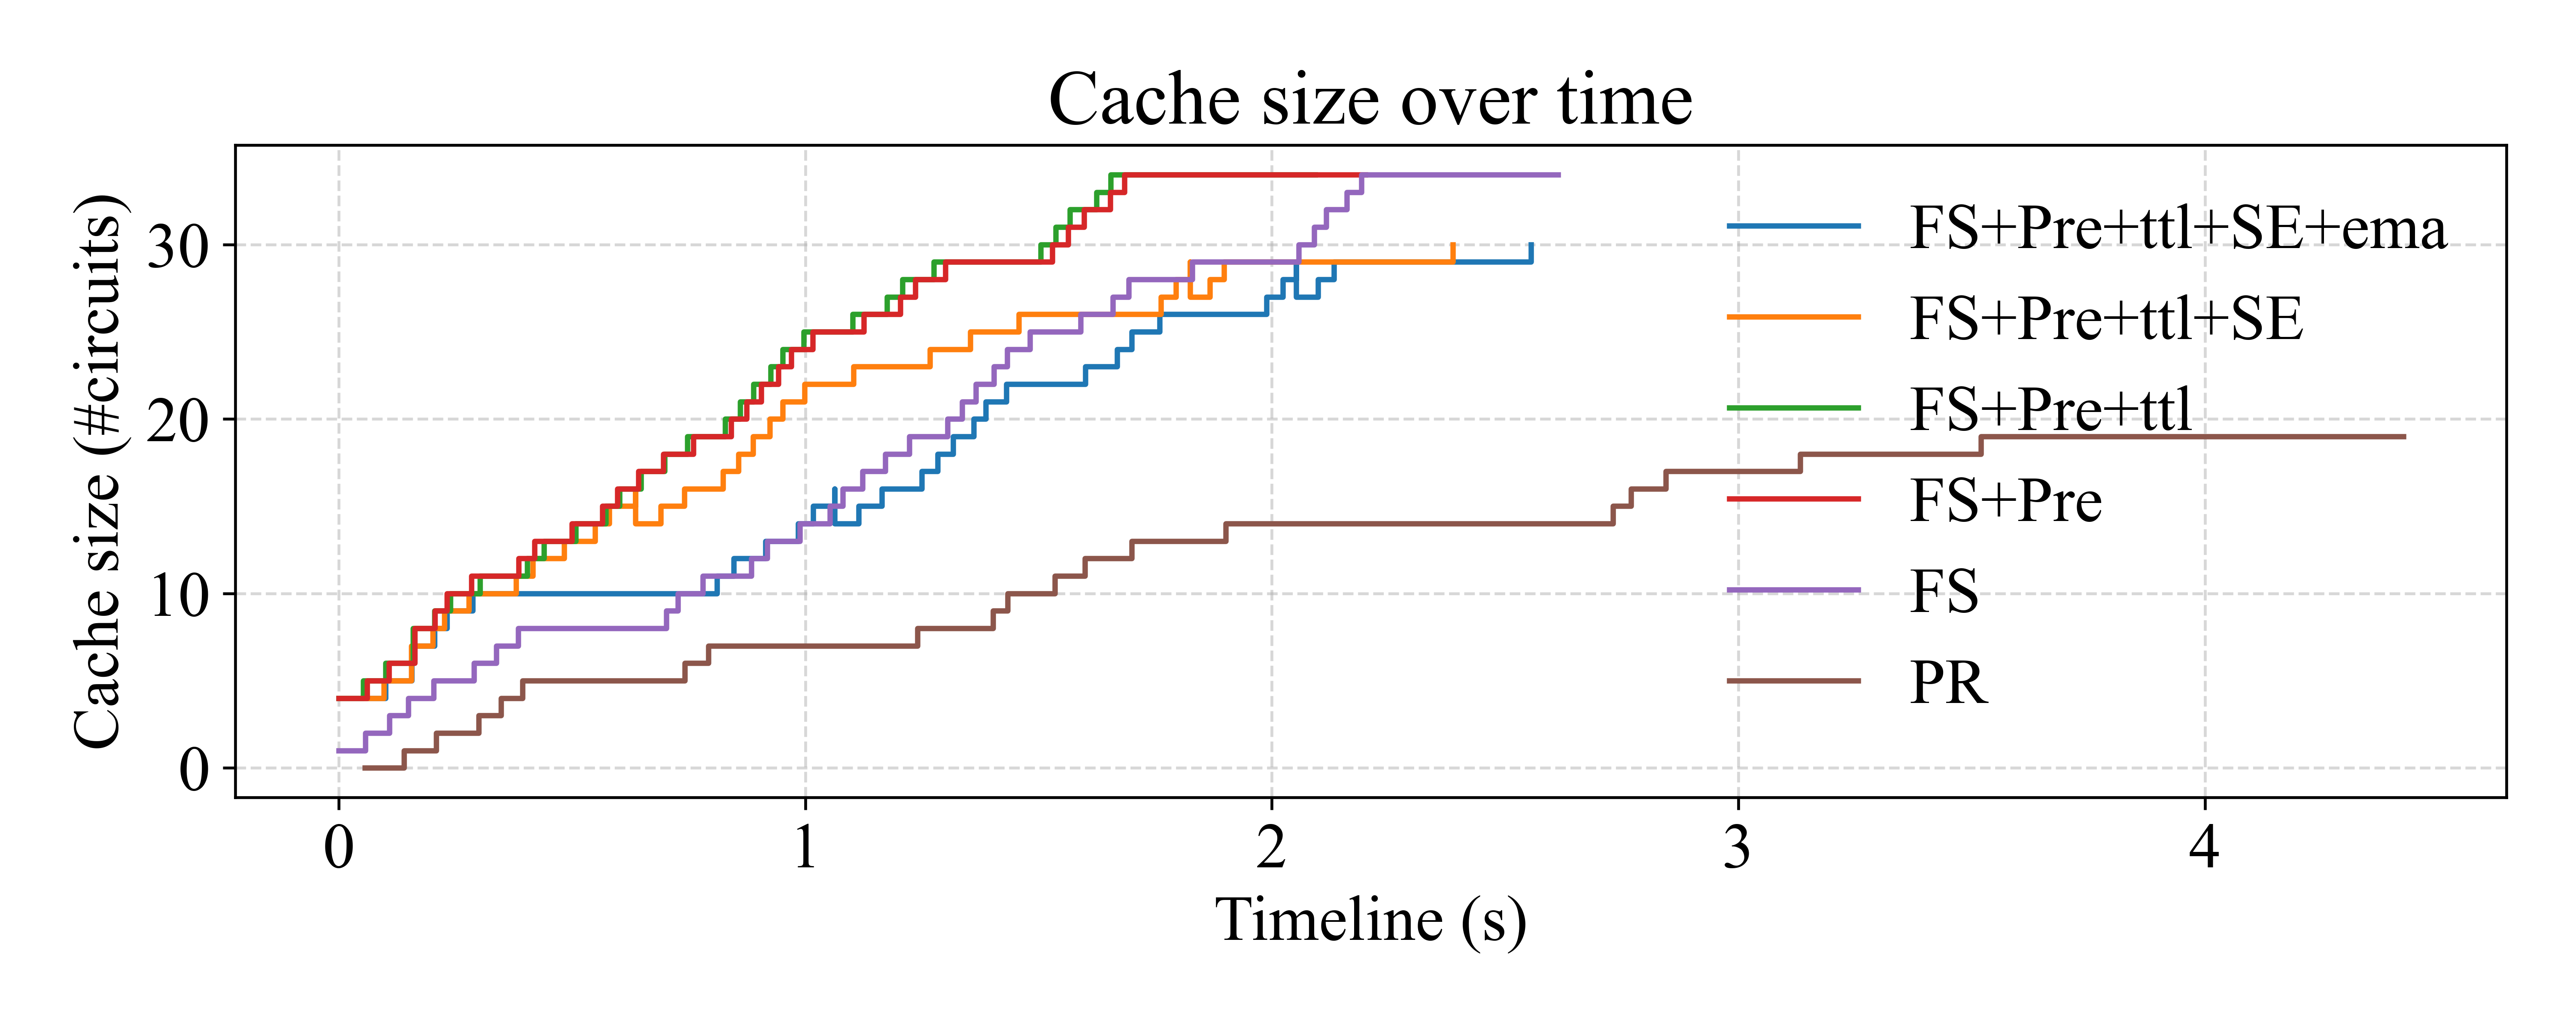 Cache size over time
Cache size (#circuits)
30
20
10
0
FS+Pre+ttl+SE+ema
FS+Pre+ttl+SE
FS+Pre+ttl
FS+Pre
FS
PR
0 1 2 3 4
Timeline (s)